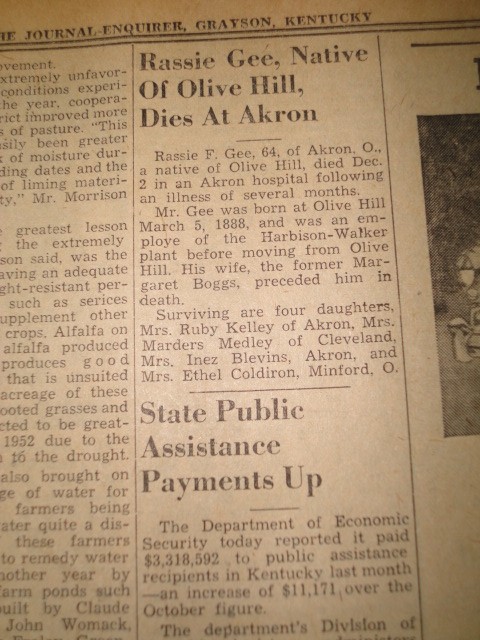 THE JOURNAL-ENQUIRER, GRAYSON, KENTUCKY
ovement.
extremely unfavor-
conditions experi-
the year, coopera-
rict improved more
s of pasture. "This
asily been greater
k of moisture dur-
ding dates and the
of liming materi-
ty," Mr. Morrison
greatest lesson
the extremely
son said, was the
aving an adequate
ght-resistant per-
such as serices
upplement other
crops. Alfalfa on
alfalfa produced
produces good
that is unsuited
acreage of these
ooted grasses and
cted to be great-
1952 due to the
to the drought.
also brought on
ge of water for
farmers being
ater quite a dis-
these farmers
to remedy water
nother year by
farm ponds such
built by Claude
John Womack,
Rassie Gee, Native
Of Olive Hill,
Dies At Akron
Rassie F. Gee, 64, of Akron, O.,
a native of Olive Hill, died Dec.
2 in an Akron hospital following
an illness of several months.
Mr. Gee was born at Olive Hill
March 5, 1888, and was an em-
ploye of the Harbison-Walker
plant before moving from Olive
Hill. His wife, the former Mar-
garet Boggs, preceded him in
death.
Surviving are four daughters,
Mrs. Ruby Kelley of Akron, Mrs.
Marders Medley of Cleveland,
Mrs. Inez Blevins, Akron, and
Mrs. Ethel Coldiron, Minford, O.
State Public
Assistance
Payments Up
The Department of Economic
Security today reported it paid
$3,318,592 to public assistance
recipients in Kentucky last month
—an increase of $11,171 over the
October figure.
The department's Division of